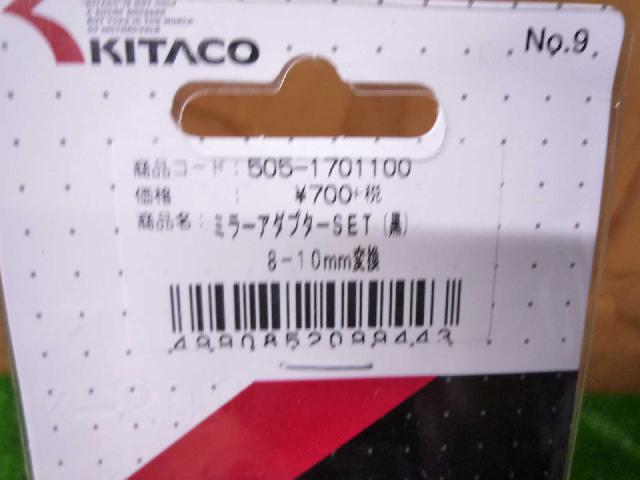 KITACO
No.9
商品コード：505-1701100
価格 ： ¥700+税
商品名：ミラーアダプターSET（黒）
8-10mm変換
4990852099443